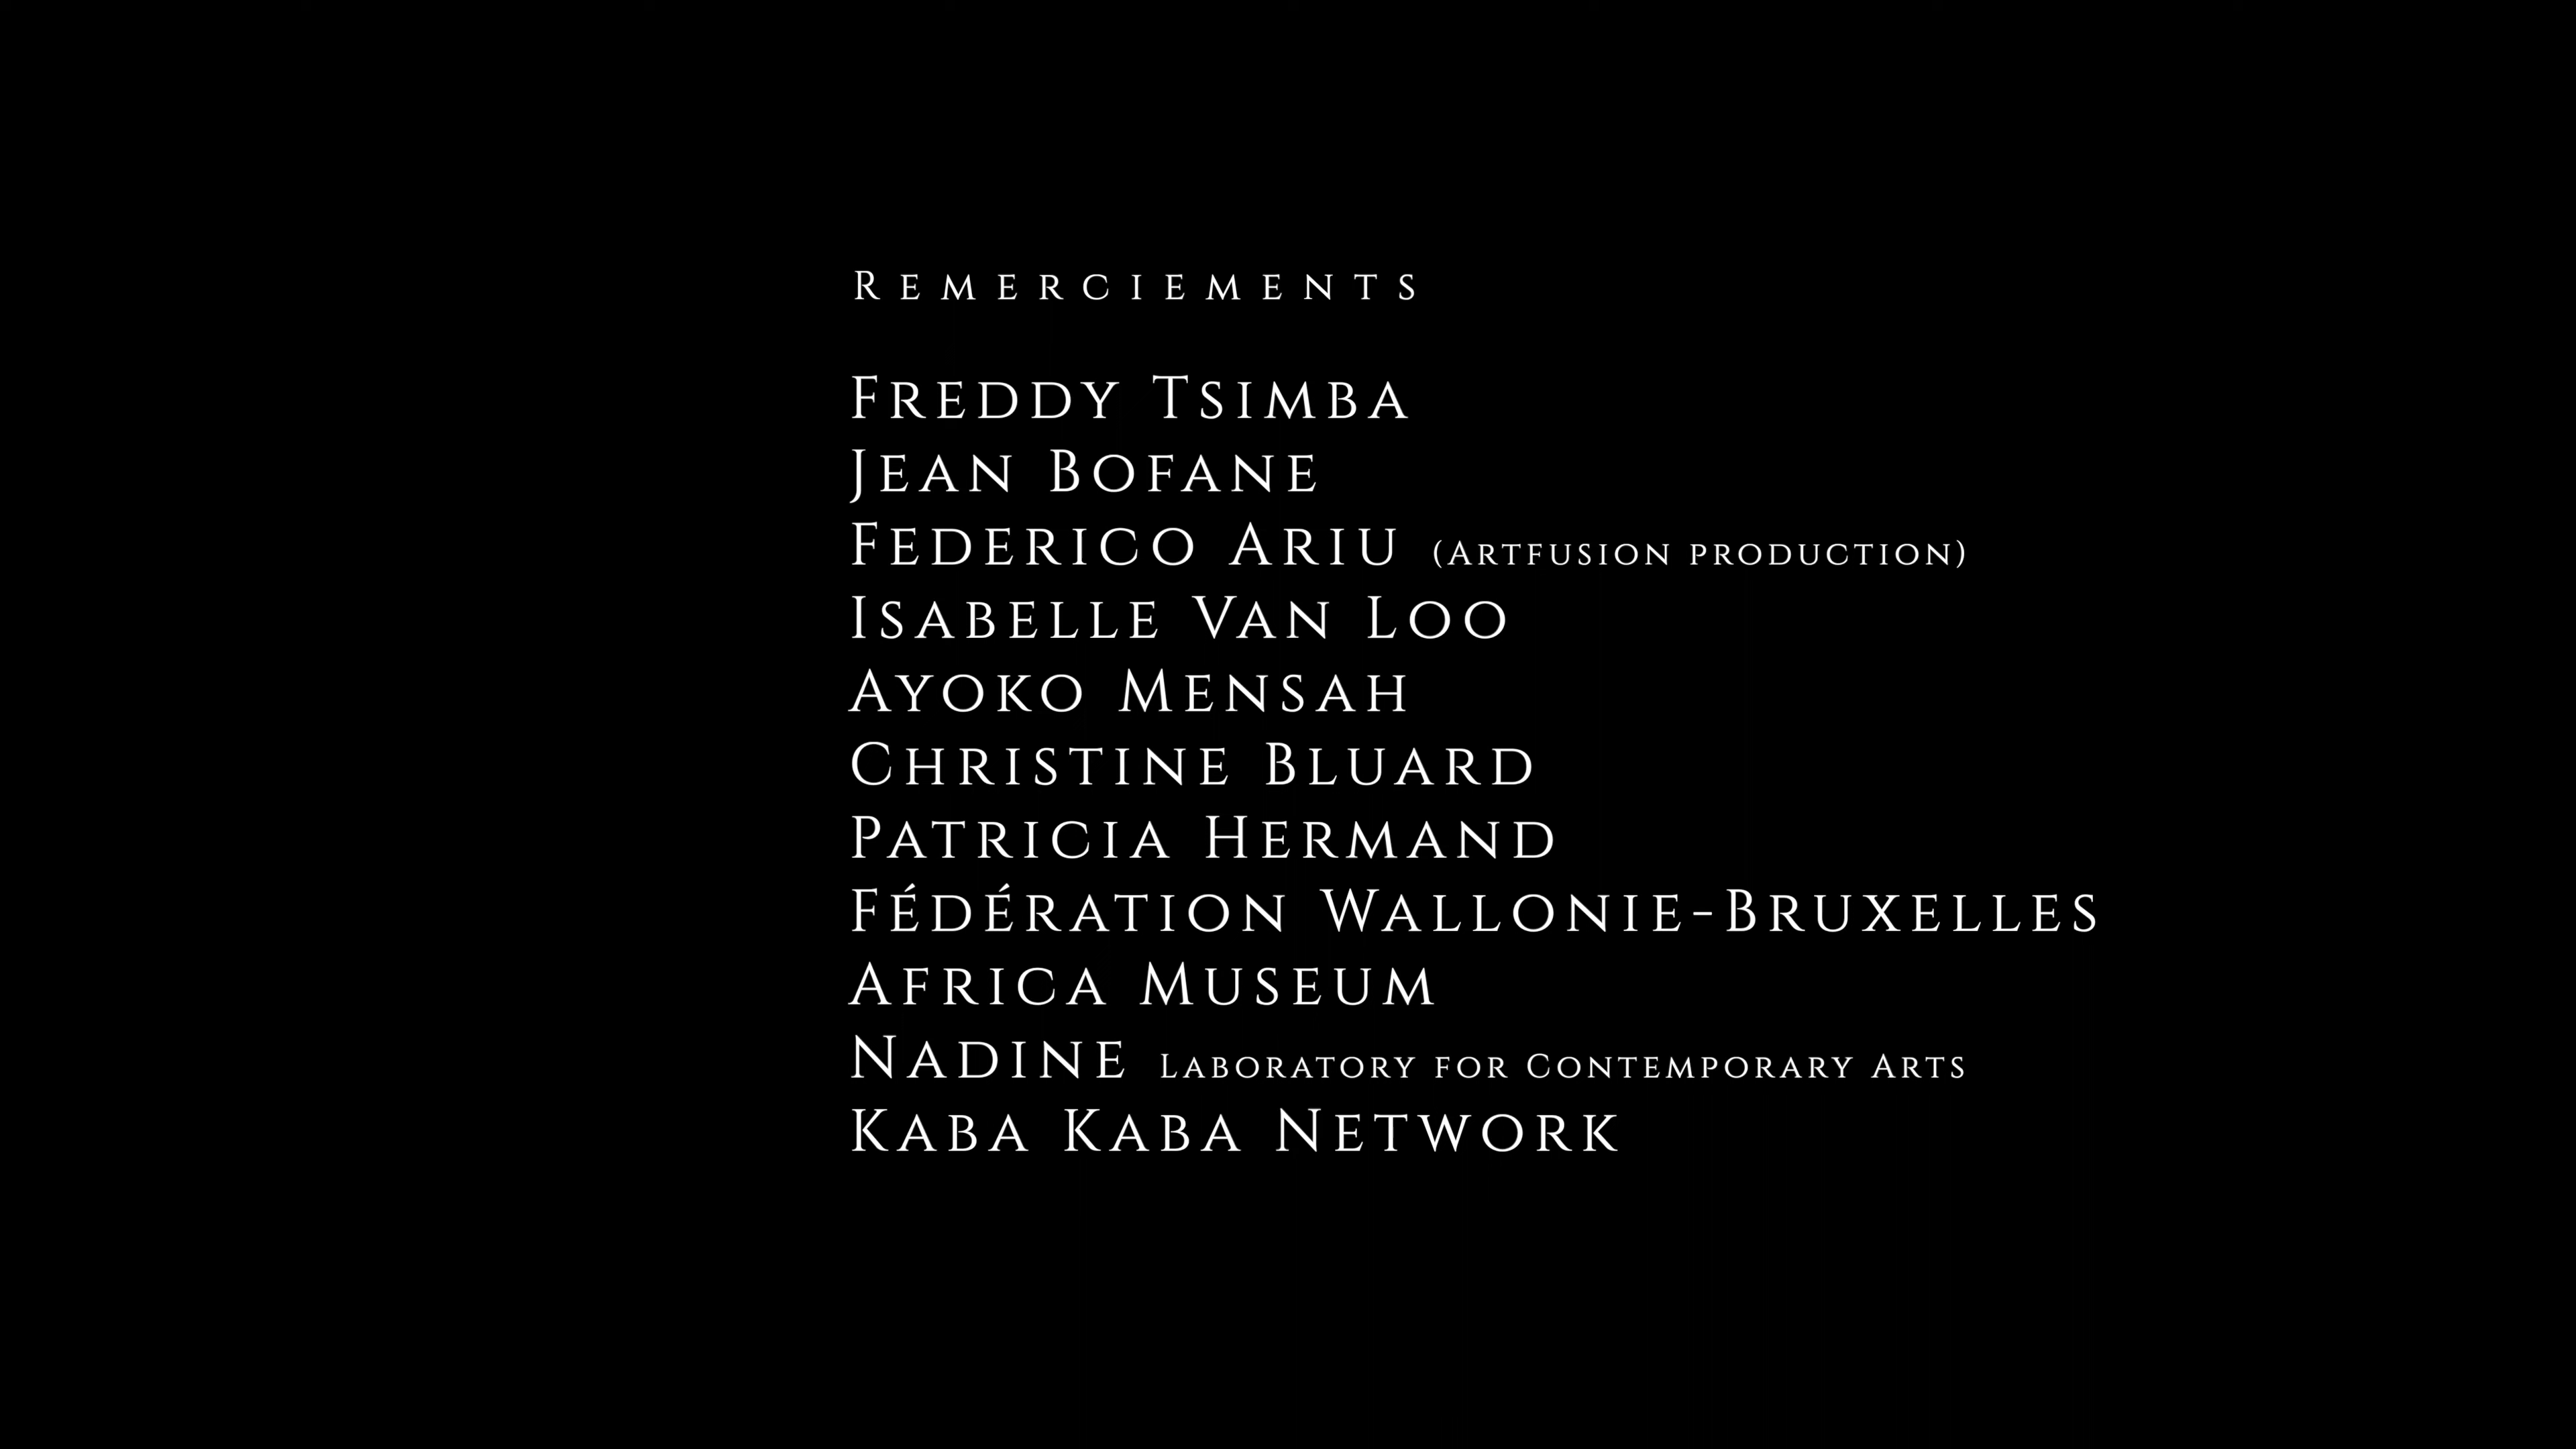 Remerciements
Freddy Tsimba
Jean Bofane
Federico Ariu (Artfusion production)
Isabelle Van Loo
Ayoko Mensah
Christine Bluard
Patricia Hermand
Fédération Wallonie-Bruxelles
Africa Museum
Nadine Laboratory for Contemporary Arts
Kaba Kaba Network